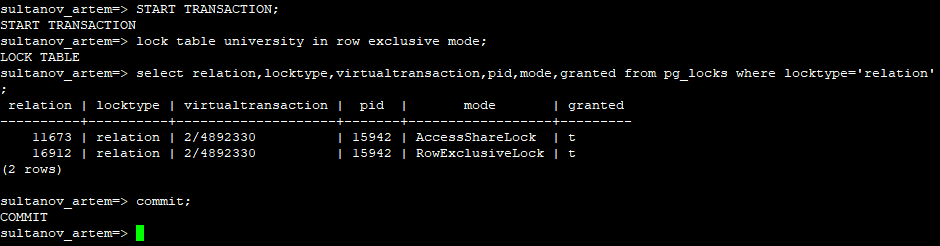 sultanov_artem=> START TRANSACTION;
START TRANSACTION
sultanov_artem=> lock table university in row exclusive mode;
LOCK TABLE
sultanov_artem=> select relation,locktype,virtualtransaction,pid,mode,granted from pg_locks where locktype='relation'
;
 relation | locktype | virtualtransaction |  pid  |       mode       | granted
----------+----------+--------------------+-------+------------------+---------
    11673 | relation | 2/4892330          | 15942 | AccessShareLock  | t
    16912 | relation | 2/4892330          | 15942 | RowExclusiveLock | t
(2 rows)
sultanov_artem=> commit;
COMMIT
sultanov_artem=>